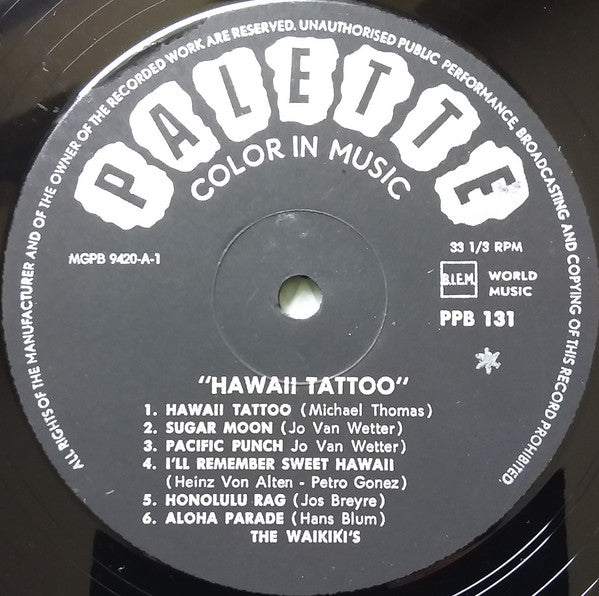 ALL RIGHTS OF THE MANUFACTURER AND OF THE OWNER OF THE RECORDED WORK ARE RESERVED. UNAUTHORISED PUBLIC PERFORMANCE, BROADCASTING AND COPYING OF THIS RECORD PROHIBITED.
PALETTE
COLOR IN MUSIC
MGPB 9420-A-1
33 1/3 RPM
B.I.E.M.
WORLD
MUSIC
PPB 131
"HAWAII TATTOO"
1. HAWAII TATTOO (Michael Thomas)
2. SUGAR MOON (Jo Van Wetter)
3. PACIFIC PUNCH Jo Van Wetter)
4. I'LL REMEMBER SWEET HAWAII
(Heinz Von Alten - Petro Gonez)
5. HONOLULU RAG (Jos Breyre)
6. ALOHA PARADE (Hans Blum)
THE WAIKIKI'S